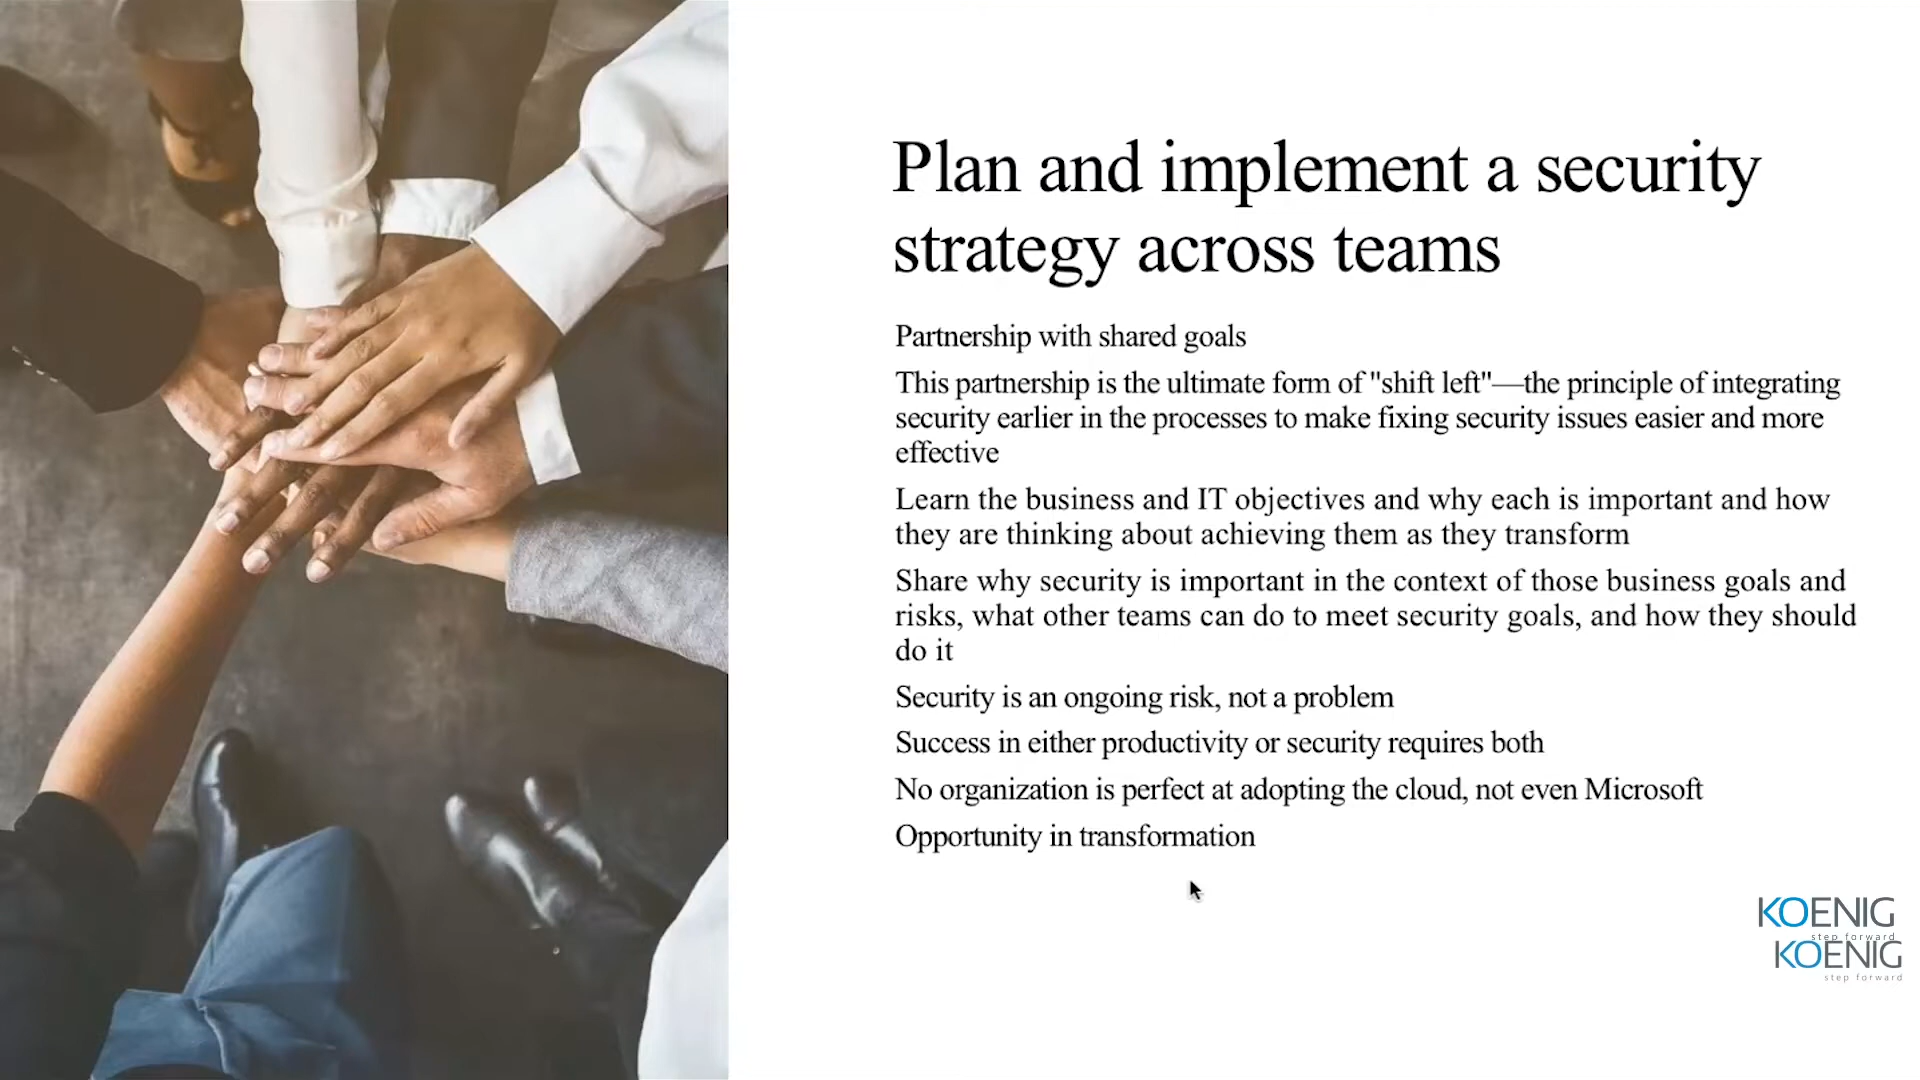 Plan and implement a security
strategy across teams
Partnership with shared goals
This partnership is the ultimate form of "shift left"—the principle of integrating
security earlier in the processes to make fixing security issues easier and more
effective
Learn the business and IT objectives and why each is important and how
they are thinking about achieving them as they transform
Share why security is important in the context of those business goals and
risks, what other teams can do to meet security goals, and how they should
do it
Security is an ongoing risk, not a problem
Success in either productivity or security requires both
No organization is perfect at adopting the cloud, not even Microsoft
Opportunity in transformation
KOENIG
step forward
KOENIG
step forward